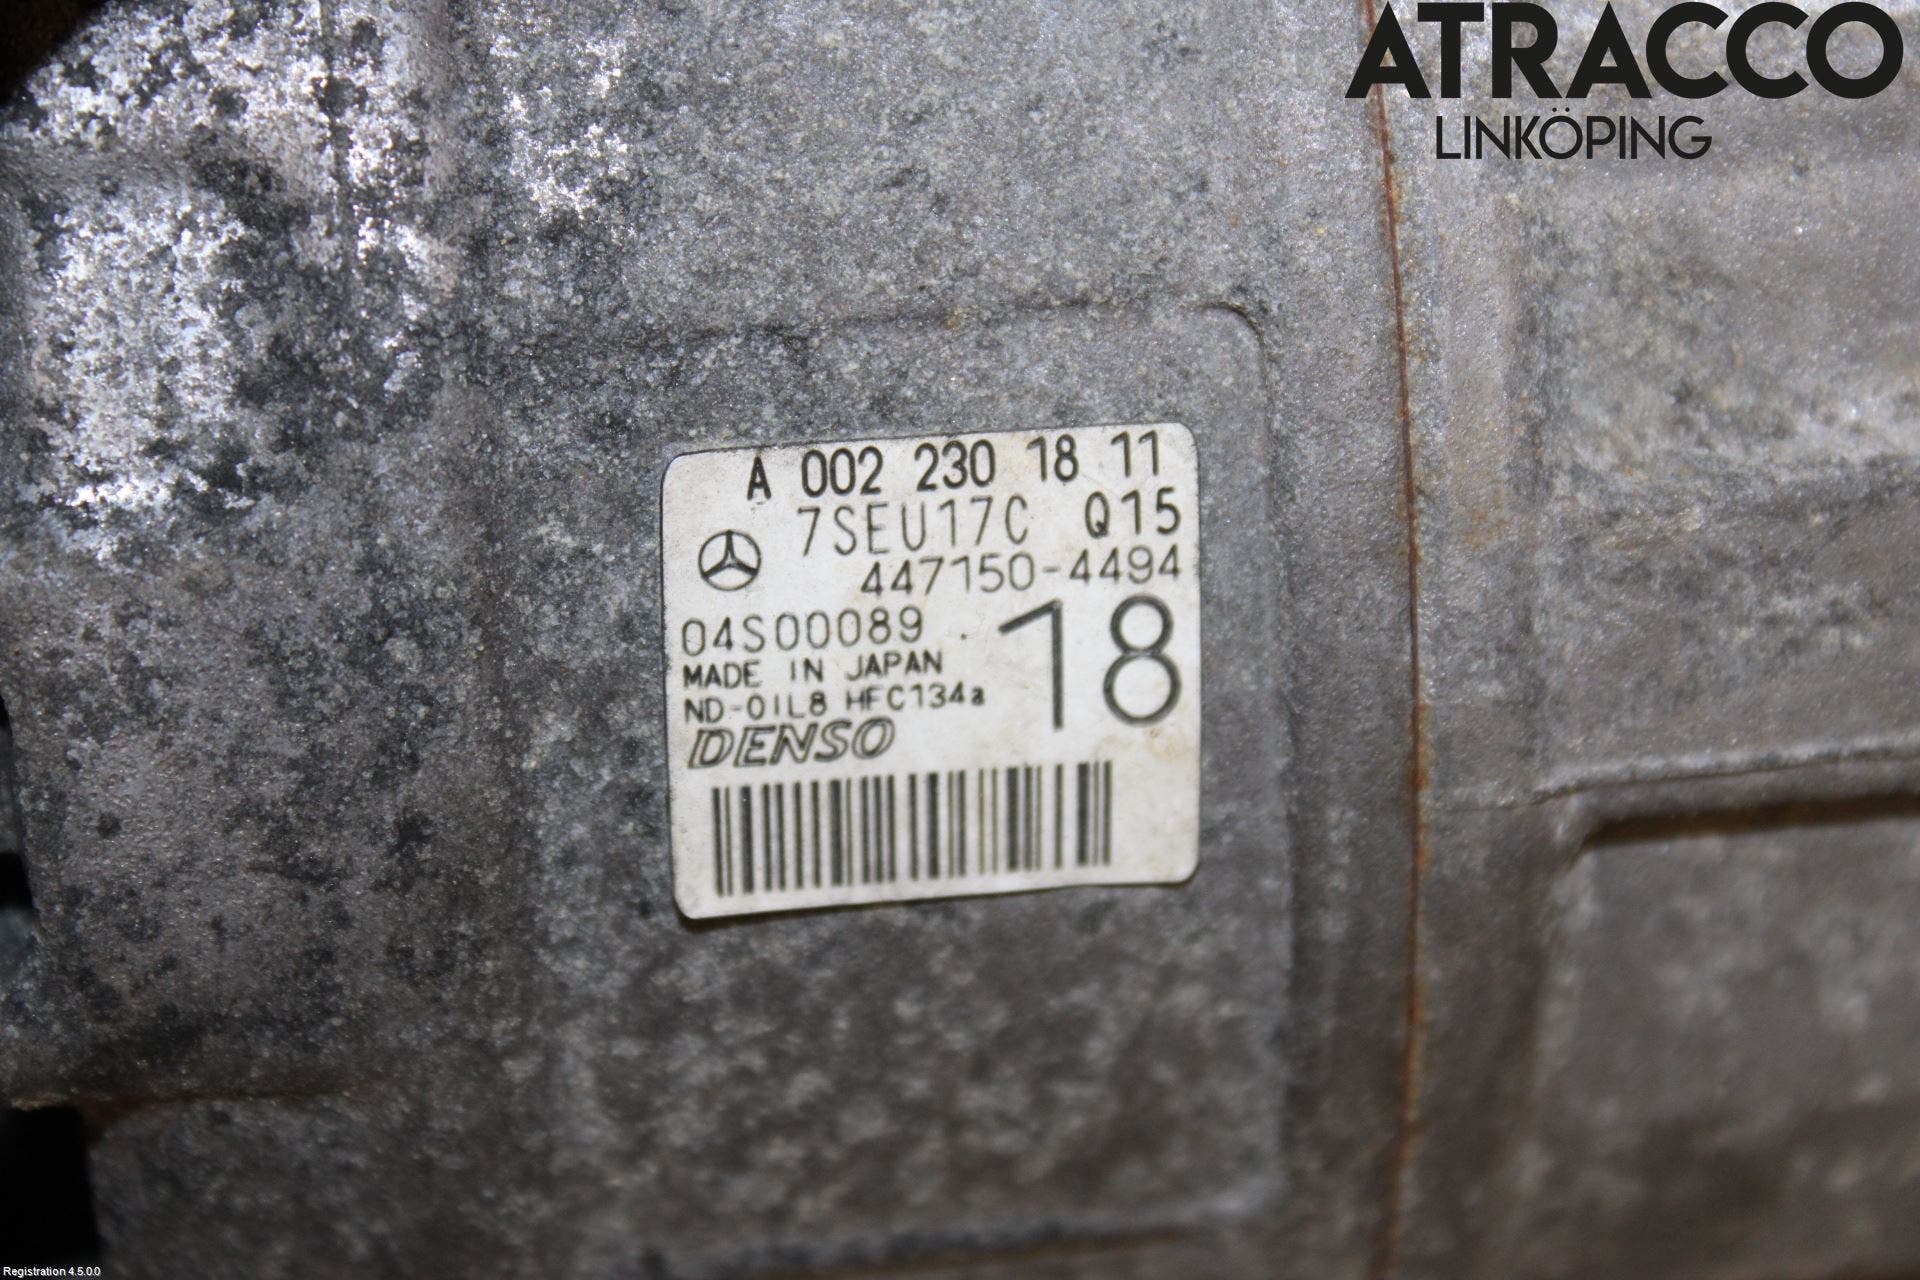 ATRACCO
LINKÖPING
A 002 230 18 11
7SEU17C Q15
447150-4494
04S00089 18
MADE IN JAPAN
ND-OIL8 HFC134a
DENSO
Registration 4.5.0.0